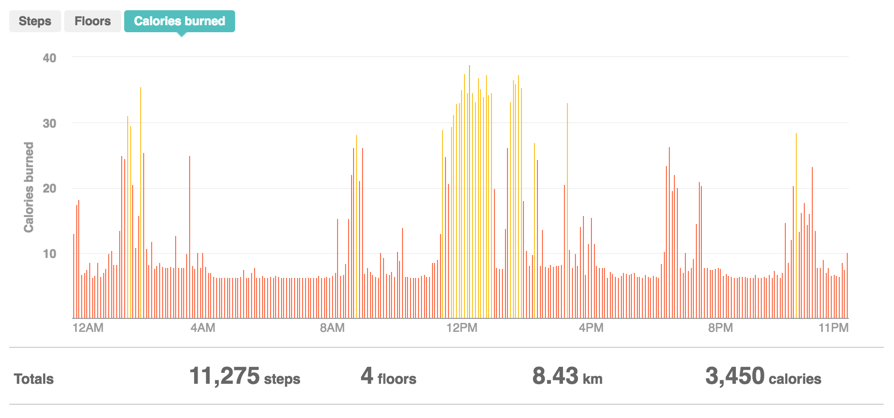 Steps Floors Calories burned
40
30
20
10
Calories burned
12AM 4AM 8AM 12PM 4PM 8PM 11PM
Totals 11,275 steps 4 floors 8.43 km 3,450 calories